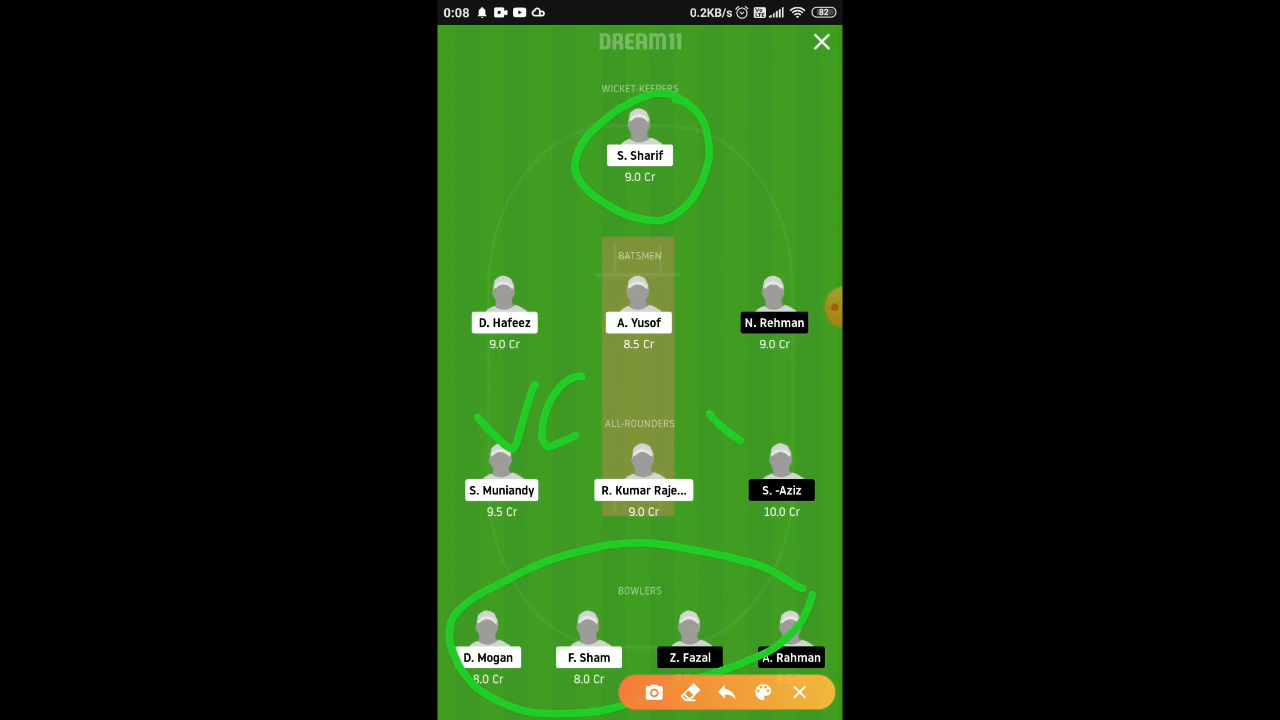 0:08 0.2KB/s Vo LTE 82
DREAM11
WICKET-KEEPERS
S. Sharif
9.0 Cr
BATSMEN
D. Hafeez A. Yusof N. Rehman
9.0 Cr 8.5 Cr 9.0 Cr
VC
ALL-ROUNDERS
S. Muniandy R. Kumar Raje... S. -Aziz
9.5 Cr 9.0 Cr 10.0 Cr
BOWLERS
D. Mogan F. Sham Z. Fazal A. Rahman
8.0 Cr 8.0 Cr